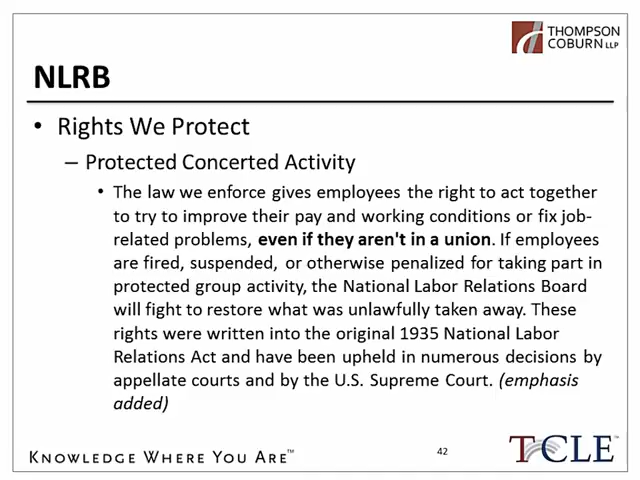 THOMPSON
COBURN LLP
NLRB
• Rights We Protect
– Protected Concerted Activity
• The law we enforce gives employees the right to act together
to try to improve their pay and working conditions or fix job-
related problems, even if they aren't in a union. If employees
are fired, suspended, or otherwise penalized for taking part in
protected group activity, the National Labor Relations Board
will fight to restore what was unlawfully taken away. These
rights were written into the original 1935 National Labor
Relations Act and have been upheld in numerous decisions by
appellate courts and by the U.S. Supreme Court. (emphasis
added)
KNOWLEDGE WHERE YOU ARE™
42
TCLE™